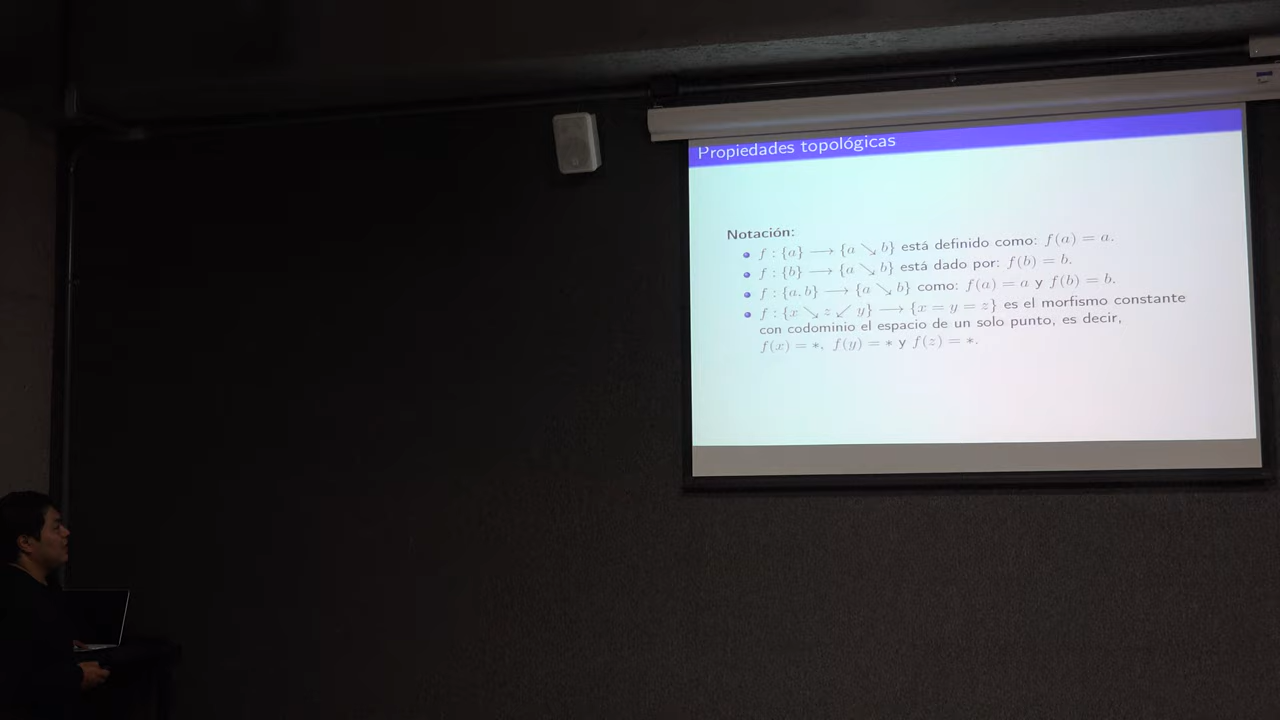 Propiedades topológicas
Notación:
f : {a} ⟶ {a ↘ b} está definido como: f(a) = a.
f : {b} ⟶ {a ↘ b} está dado por: f(b) = b.
f : {a, b} ⟶ {a ↘ b} como: f(a) = a y f(b) = b.
f : {x ↘ z ↙ y} ⟶ {x = y = z} es el morfismo constante
con codominio el espacio de un solo punto, es decir,
f(x) = *, f(y) = * y f(z) = *.